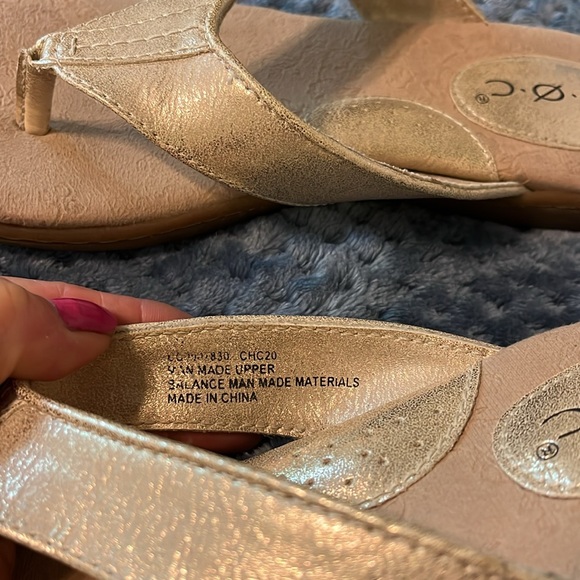 ·Ø·C®
CHC20
MAN MADE UPPER
BALANCE MAN MADE MATERIALS
MADE IN CHINA
®